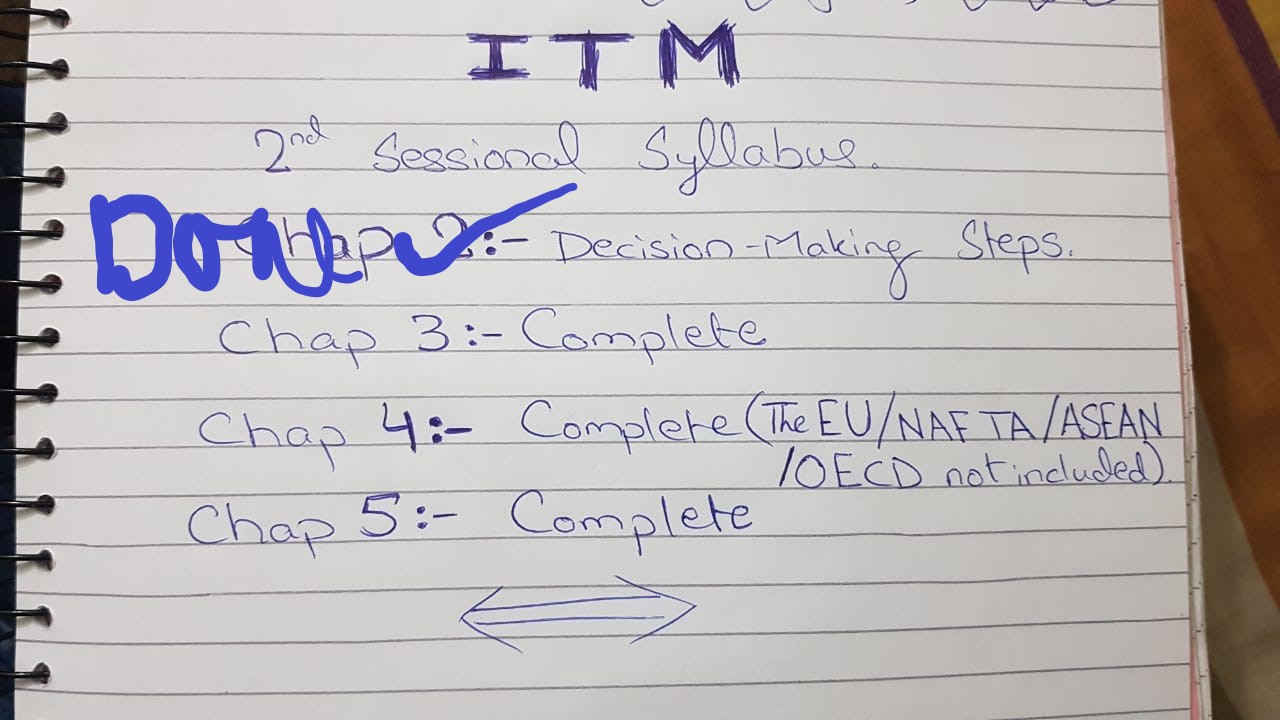 ITM
2nd Sessional Syllabus.
Done Chap 2:- Decision-Making Steps.
Chap 3:- Complete
Chap 4:- Complete (The EU/NAFTA/ASEAN
/OECD not included)
Chap 5:- Complete